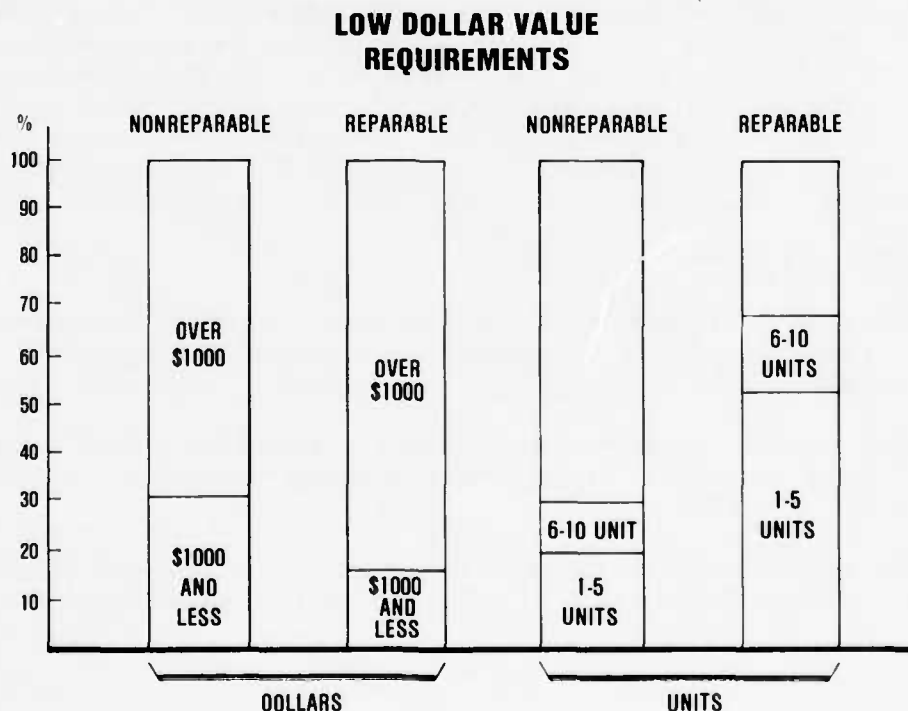 LOW DOLLAR VALUE
REQUIREMENTS
%
NONREPARABLE
REPARABLE
NONREPARABLE
REPARABLE
100
90
80
70
60
50
40
30
20
10
OVER
$1000
$1000
AND
LESS
OVER
$1000
$1000
AND
LESS
6-10 UNIT
1-5
UNITS
6-10
UNITS
1-5
UNITS
DOLLARS
UNITS